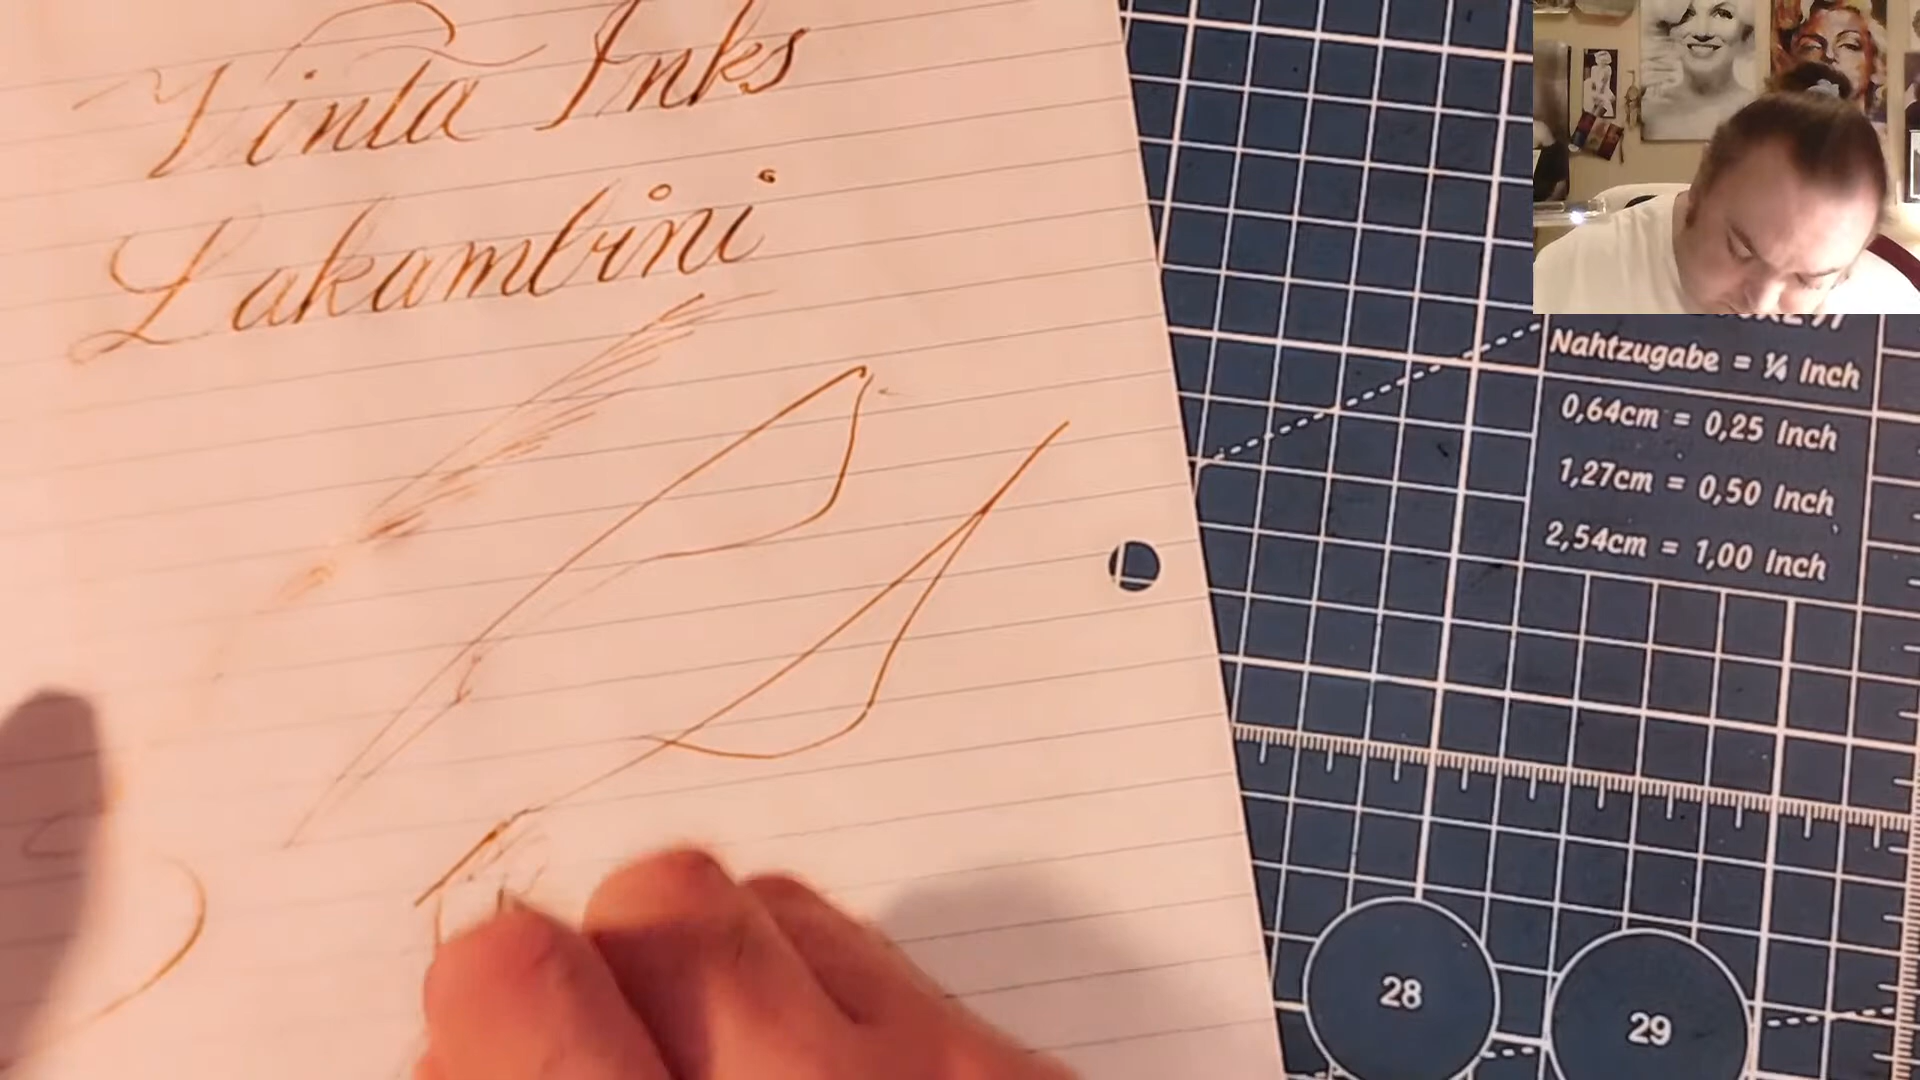 Vinta Inks
Lakambini
Nahtzugabe = ¼ Inch
0,64cm = 0,25 Inch
1,27cm = 0,50 Inch
2,54cm = 1,00 Inch
28
29